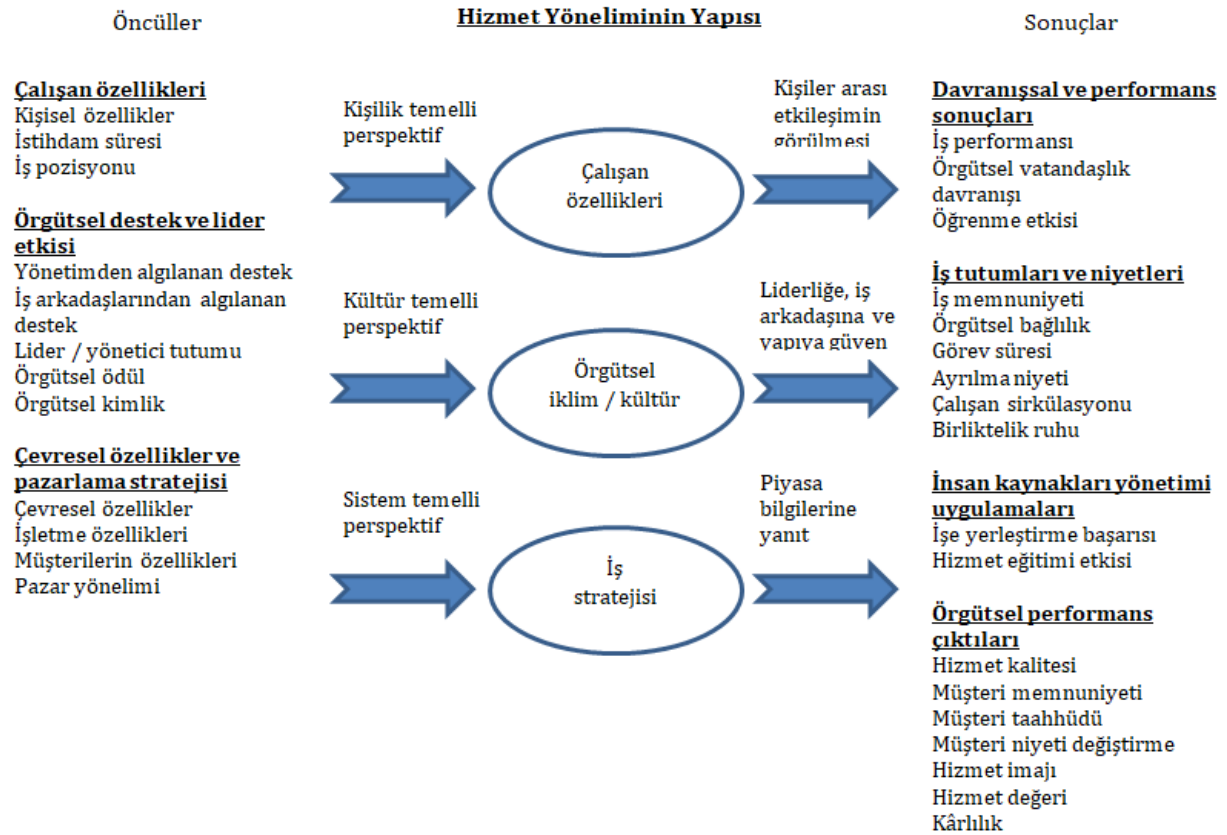 Öncüller
Hizmet Yöneliminin Yapısı
Sonuçlar
Çalışan özellikleri
Kişisel özellikler
İstihdam süresi
İş pozisyonu
Örgütsel destek ve lider
etkisi
Yönetimden algılanan destek
İş arkadaşlarından algılanan
destek
Lider / yönetici tutumu
Örgütsel ödül
Örgütsel kimlik
Çevresel özellikler ve
pazarlama stratejisi
Çevresel özellikler
İşletme özellikleri
Müşterilerin özellikleri
Pazar yönelimi
Kişilik temelli
perspektif
Çalışan
özellikleri
Kişiler arası
etkileşimin
görülmesi
Kültür temelli
perspektif
Örgütsel
iklim / kültür
Liderliğe, iş
arkadaşına ve
yapıya güven
Sistem temelli
perspektif
İş
stratejisi
Piyasa
bilgilerine
yanıt
Davranışsal ve performans
sonuçları
İş performansı
Örgütsel vatandaşlık
davranışı
Öğrenme etkisi
İş tutumları ve niyetleri
İş memnuniyeti
Örgütsel bağlılık
Görev süresi
Ayrılma niyeti
Çalışan sirkülasyonu
Birliktelik ruhu
İnsan kaynakları yönetimi
uygulamaları
İşe yerleştirme başarısı
Hizmet eğitimi etkisi
Örgütsel performans
çıktıları
Hizmet kalitesi
Müşteri memnuniyeti
Müşteri taahhüdü
Müşteri niyeti değiştirme
Hizmet imajı
Hizmet değeri
Kârlılık